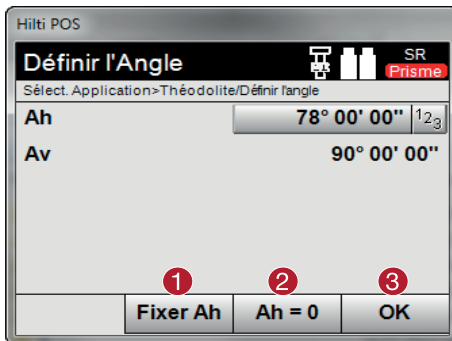 Hilti POS
Définir l'Angle
SR
Prisme
Sélect. Application>Théodolite/Définir l'angle
Ah 78° 00' 00" 123
Av 90° 00' 00"
1 2 3
Fixer Ah Ah = 0 OK